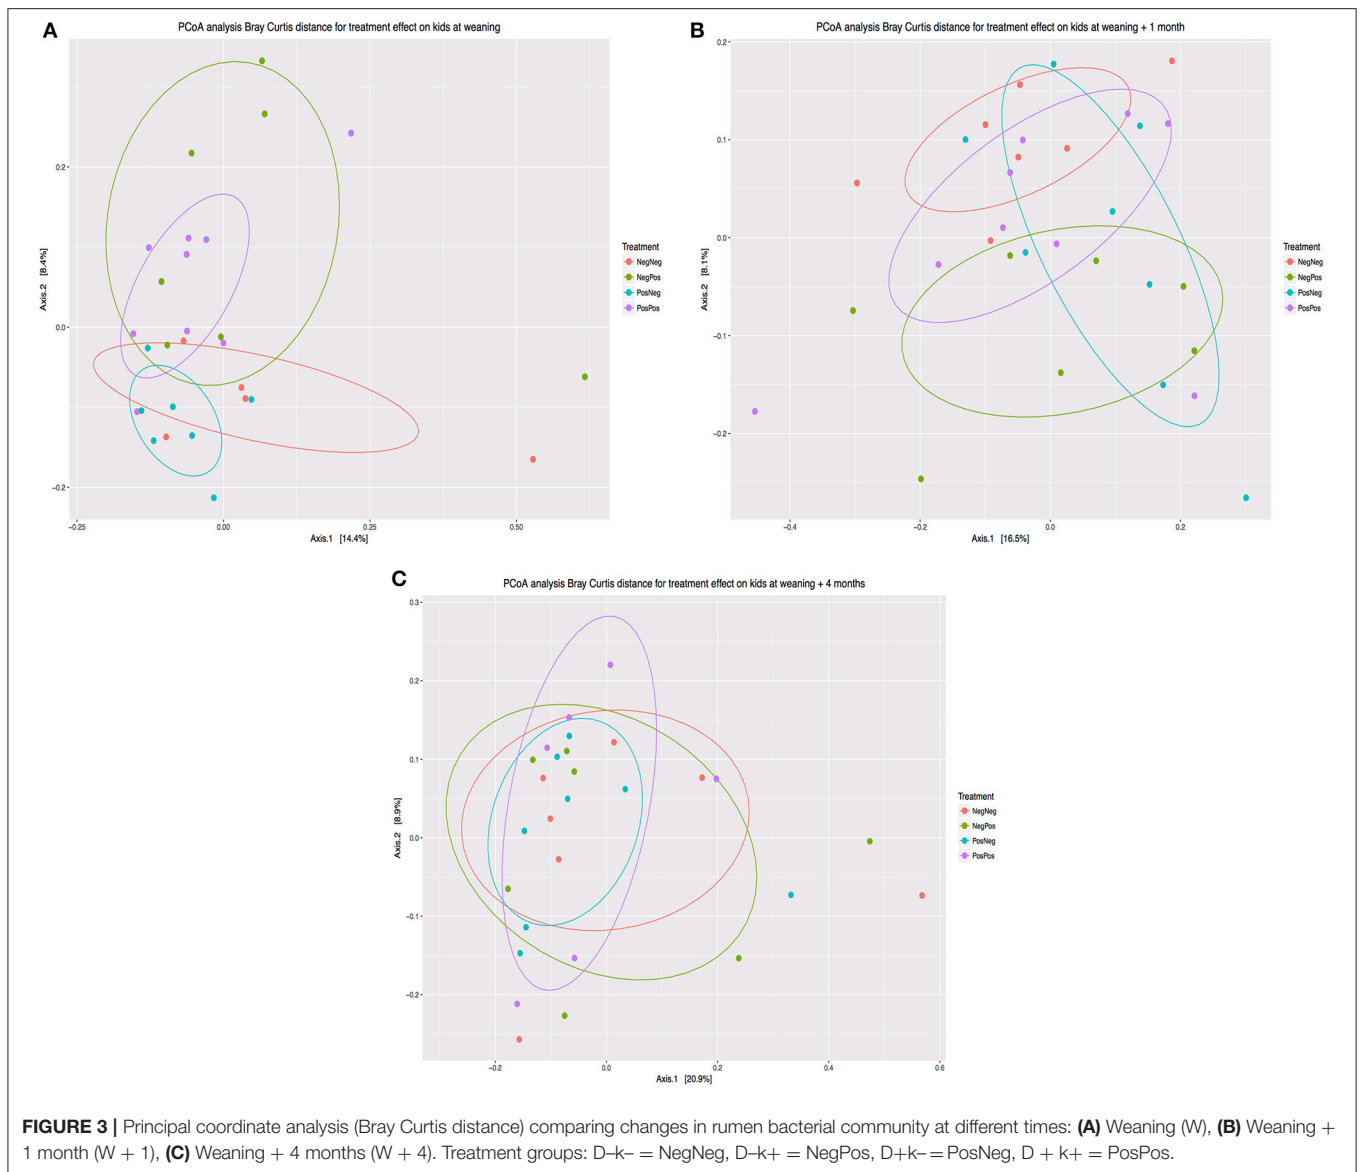 A
PCoA analysis Bray Curtis distance for treatment effect on kids at weaning
0.2
0.0
−0.2
Axis.2 [8.4%]
−0.25
0.00
0.25
0.50
Axis.1 [14.4%]
Treatment
NegNeg
NegPos
PosNeg
PosPos
B
PCoA analysis Bray Curtis distance for treatment effect on kids at weaning + 1 month
0.2
0.1
0.0
−0.1
−0.2
Axis.2 [8.1%]
−0.4
−0.2
0.0
0.2
Axis.1 [16.5%]
Treatment
NegNeg
NegPos
PosNeg
PosPos
C
PCoA analysis Bray Curtis distance for treatment effect on kids at weaning + 4 months
0.3
0.2
0.1
0.0
−0.1
−0.2
Axis.2 [8.9%]
−0.2
0.0
0.2
0.4
0.6
Axis.1 [20.9%]
Treatment
NegNeg
NegPos
PosNeg
PosPos
FIGURE 3 | Principal coordinate analysis (Bray Curtis distance) comparing changes in rumen bacterial community at different times: (A) Weaning (W), (B) Weaning +
1 month (W + 1), (C) Weaning + 4 months (W + 4). Treatment groups: D–k– = NegNeg, D–k+ = NegPos, D+k–= PosNeg, D + k+ = PosPos.